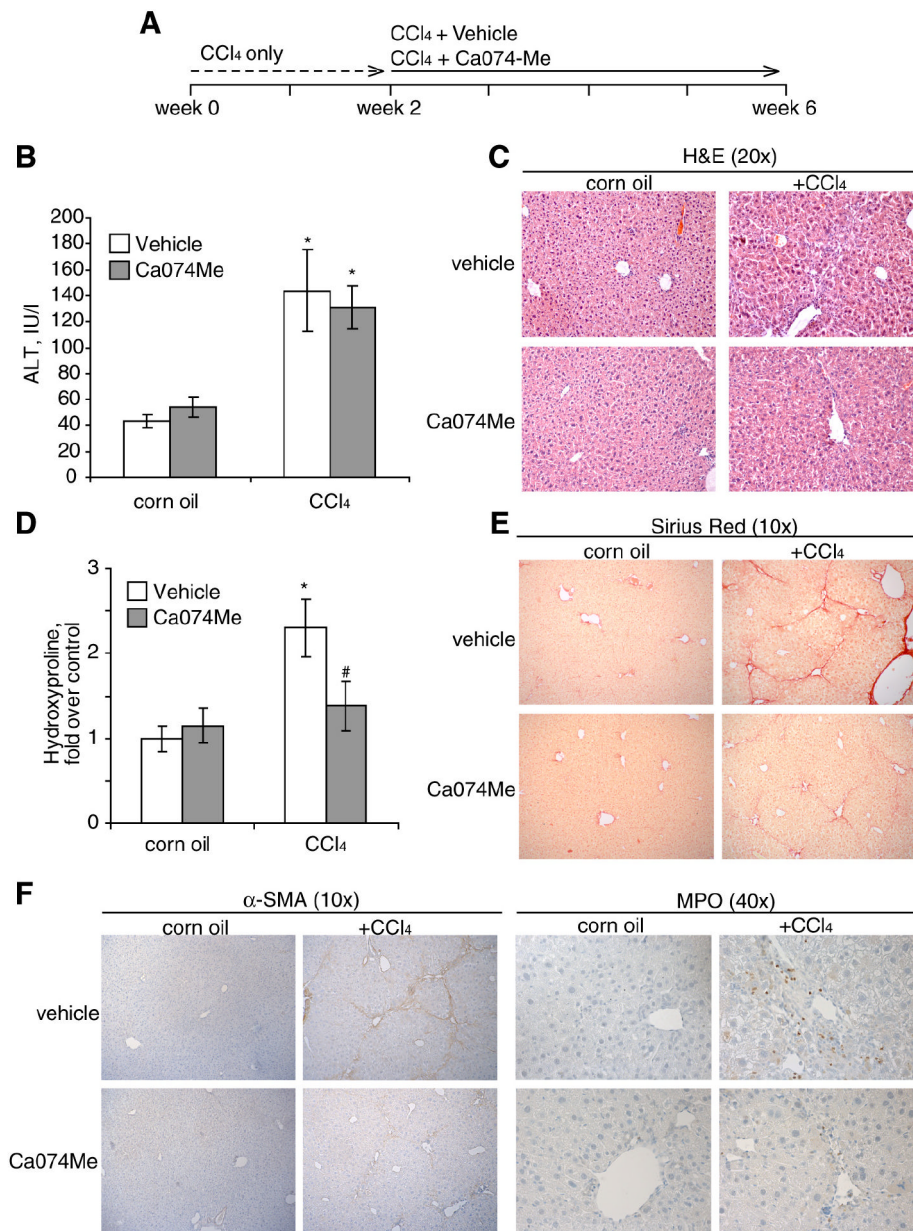 A
CCl4 only
CCl4 + Vehicle
CCl4 + Ca074-Me
week 0
week 2
week 6
B
ALT, IU/l
200
180
160
140
120
100
80
60
40
20
0
Vehicle
Ca074Me
*
*
corn oil
CCl4
C
H&E (20x)
corn oil
+CCl4
vehicle
Ca074Me
D
Hydroxyproline,
fold over control
3
2
1
0
Vehicle
Ca074Me
*
#
corn oil
CCl4
E
Sirius Red (10x)
corn oil
+CCl4
vehicle
Ca074Me
F
α-SMA (10x)
corn oil
+CCl4
MPO (40x)
corn oil
+CCl4
vehicle
Ca074Me